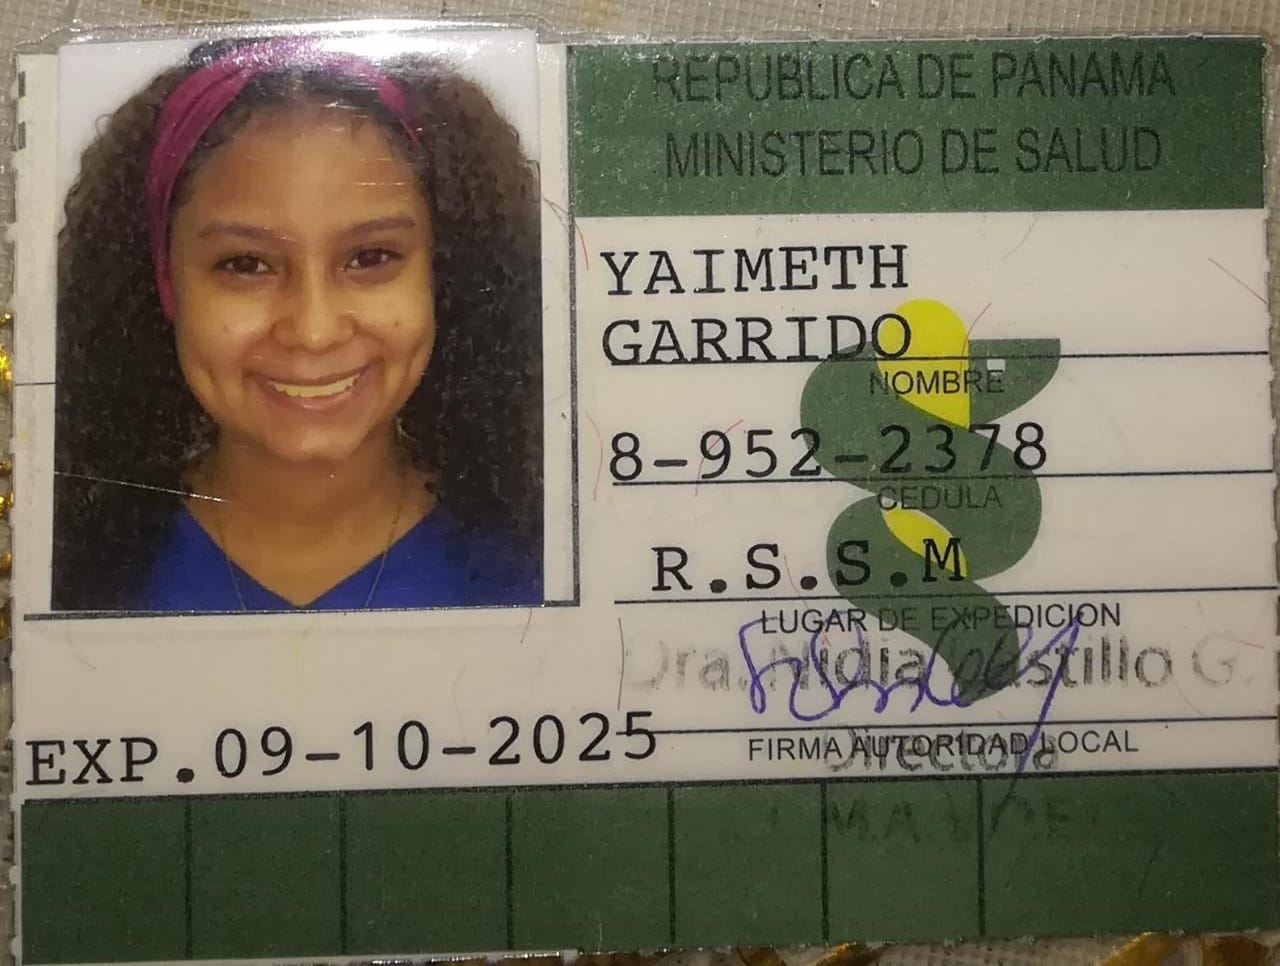 REPUBLICA DE PANAMA
MINISTERIO DE SALUD
YAIMETH
GARRIDO
NOMBRE
8-952-2378
CEDULA
R.S.S.M
LUGAR DE EXPEDICION
Dra. Nidia Castillo G.
EXP.09-10-2025
FIRMA AUTORIDAD LOCAL
Directora